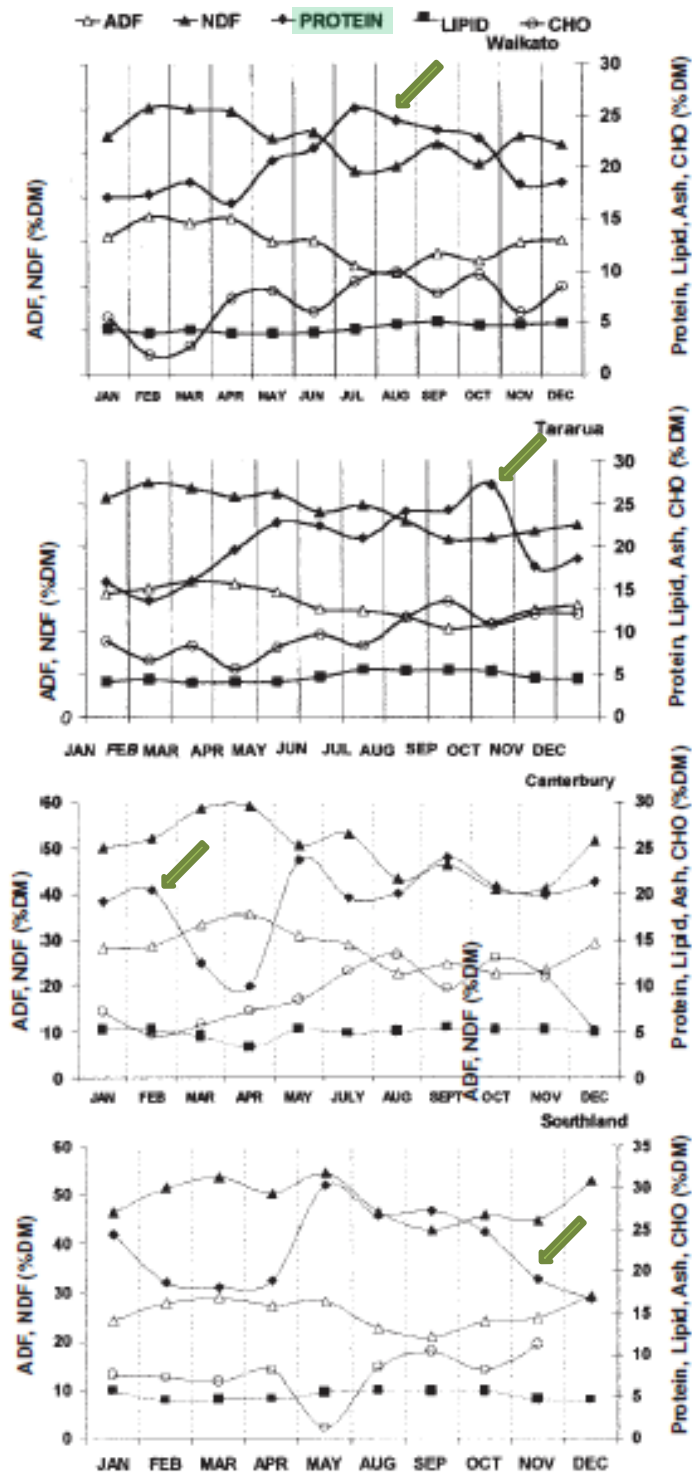 ADF NDF PROTEIN LIPID CHO
Waikato
ADF, NDF (%DM)
30
25
20
15
10
5
0
Protein, Lipid, Ash, CHO (%DM)
JAN FEB MAR APR MAY JUN JUL AUG SEP OCT NOV DEC
Tararua
ADF, NDF (%DM)
0
30
25
20
15
10
5
0
Protein, Lipid, Ash, CHO (%DM)
JAN FEB MAR APR MAY JUN JUL AUG SEP OCT NOV DEC
Canterbury
ADF, NDF (%DM)
60
50
40
30
20
10
0
30
25
20
15
10
5
0
Protein, Lipid, Ash, CHO (%DM)
ADF, NDF (%DM)
JAN FEB MAR APR MAY JULY AUG SEPT OCT NOV DEC
Southland
ADF, NDF (%DM)
60
50
40
30
20
10
0
35
30
25
20
15
10
5
0
Protein, Lipid, Ash, CHO (%DM)
JAN FEB MAR APR MAY AUG SEP OCT NOV DEC